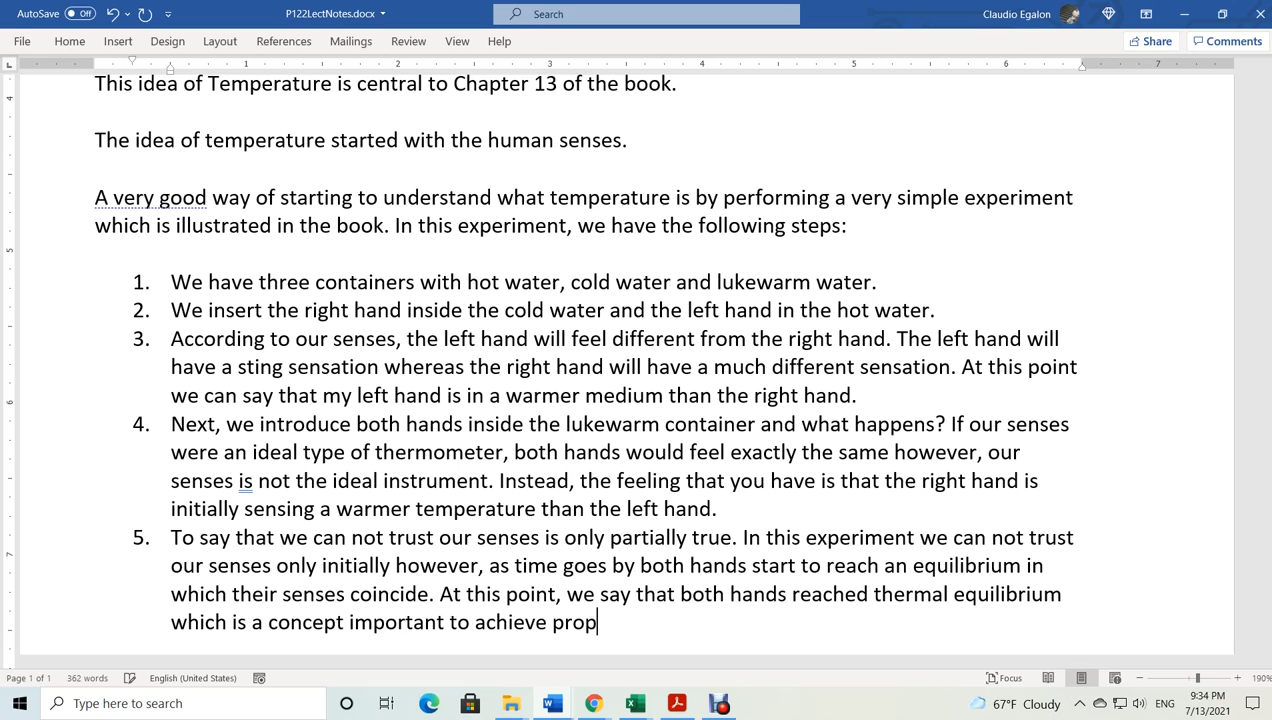 AutoSave Off P122LectNotes.docx Search Claudio Egalon
File Home Insert Design Layout References Mailings Review View Help Share Comments
1 2 3 4 5 6 7
This idea of Temperature is central to Chapter 13 of the book.
The idea of temperature started with the human senses.
A very good way of starting to understand what temperature is by performing a very simple experiment
which is illustrated in the book. In this experiment, we have the following steps:
1. We have three containers with hot water, cold water and lukewarm water.
2. We insert the right hand inside the cold water and the left hand in the hot water.
3. According to our senses, the left hand will feel different from the right hand. The left hand will
have a sting sensation whereas the right hand will have a much different sensation. At this point
we can say that my left hand is in a warmer medium than the right hand.
4. Next, we introduce both hands inside the lukewarm container and what happens? If our senses
were an ideal type of thermometer, both hands would feel exactly the same however, our
senses is not the ideal instrument. Instead, the feeling that you have is that the right hand is
initially sensing a warmer temperature than the left hand.
5. To say that we can not trust our senses is only partially true. In this experiment we can not trust
our senses only initially however, as time goes by both hands start to reach an equilibrium in
which their senses coincide. At this point, we say that both hands reached thermal equilibrium
which is a concept important to achieve prop
Page 1 of 1 362 words English (United States) Focus 190%
Type here to search 67°F Cloudy ENG 9:34 PM
7/13/2021